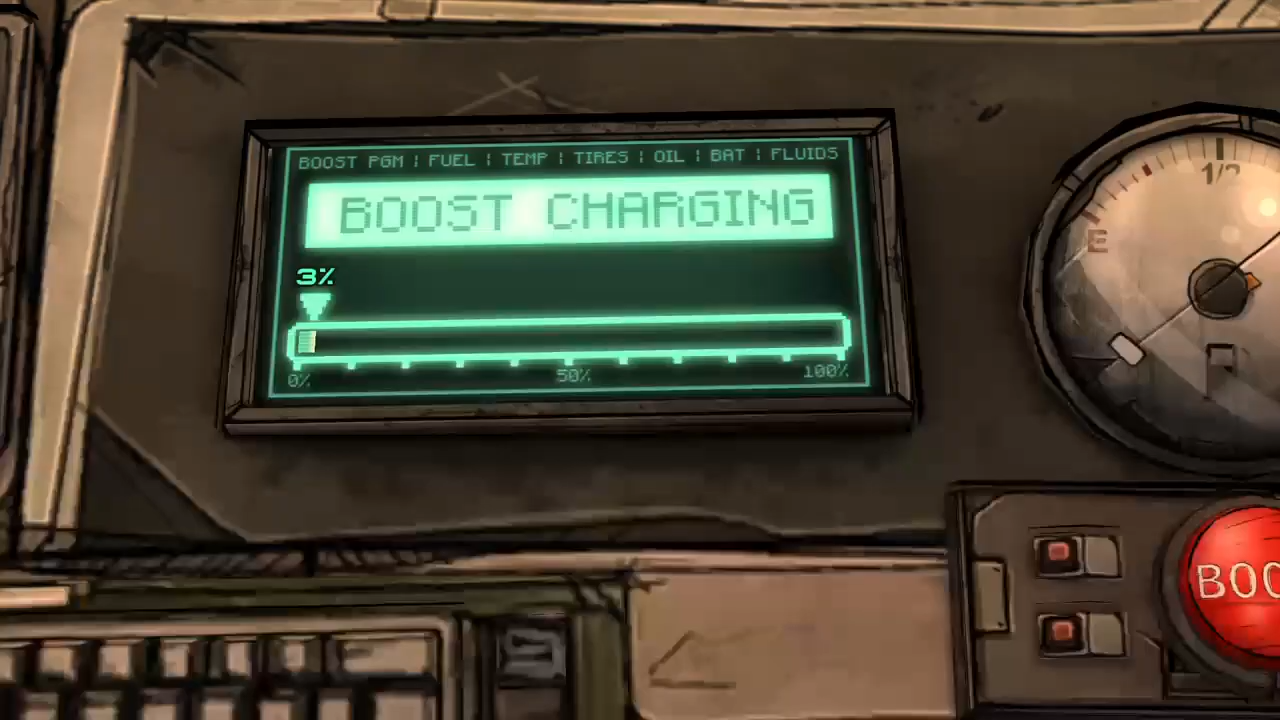 BOOST PGM ¦ FUEL ¦ TEMP ¦ TIRES ¦ OIL ¦ BAT ¦ FLUIDS
BOOST CHARGING
3%
0% 50% 100%
E 1/2
BOO